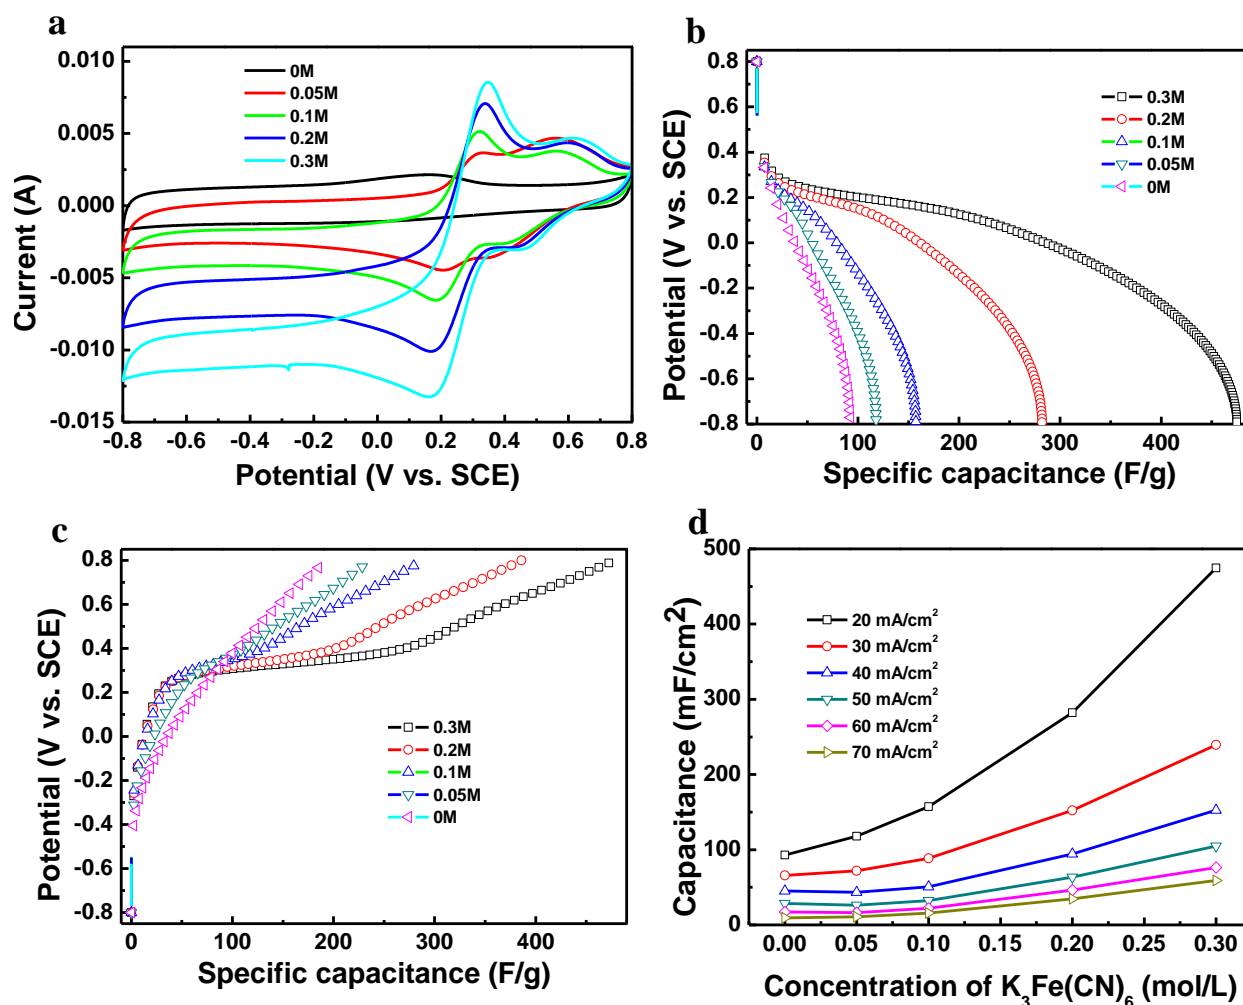 a
0.010
0.005
0.000
-0.005
-0.010
-0.015
Current (A)
0M
0.05M
0.1M
0.2M
0.3M
-0.8 -0.6 -0.4 -0.2 0.0 0.2 0.4 0.6 0.8
Potential (V vs. SCE)
b
0.8
0.6
0.4
0.2
0.0
-0.2
-0.4
-0.6
-0.8
Potential (V vs. SCE)
0.3M
0.2M
0.1M
0.05M
0M
0 100 200 300 400
Specific capacitance (F/g)
c
0.8
0.6
0.4
0.2
0.0
-0.2
-0.4
-0.6
-0.8
Potential (V vs. SCE)
0.3M
0.2M
0.1M
0.05M
0M
0 100 200 300 400
Specific capacitance (F/g)
d
500
400
300
200
100
0
Capacitance (mF/cm2)
20 mA/cm²
30 mA/cm²
40 mA/cm²
50 mA/cm²
60 mA/cm²
70 mA/cm²
0.00 0.05 0.10 0.15 0.20 0.25 0.30
Concentration of K₃Fe(CN)₆ (mol/L)